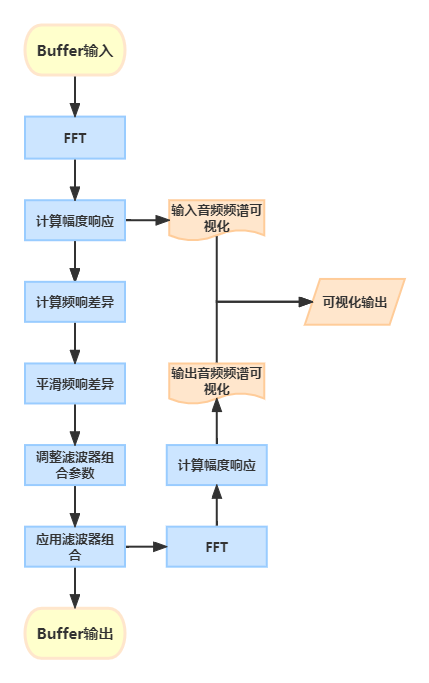 Buffer输入
FFT
计算幅度响应
输入音频频谱可
视化
计算频响差异
可视化输出
平滑频响差异
输出音频频谱可
视化
调整滤波器组
合参数
计算幅度响应
应用滤波器组
合
FFT
Buffer输出